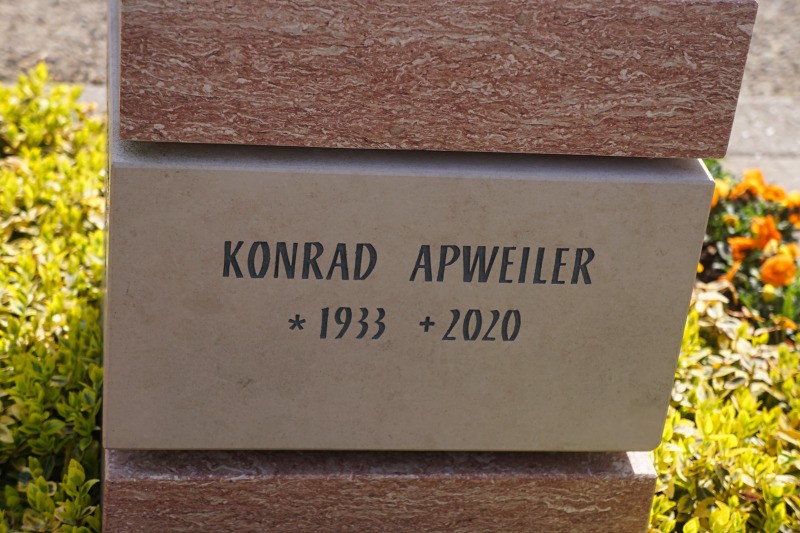 KONRAD APWEILER
* 1933 + 2020